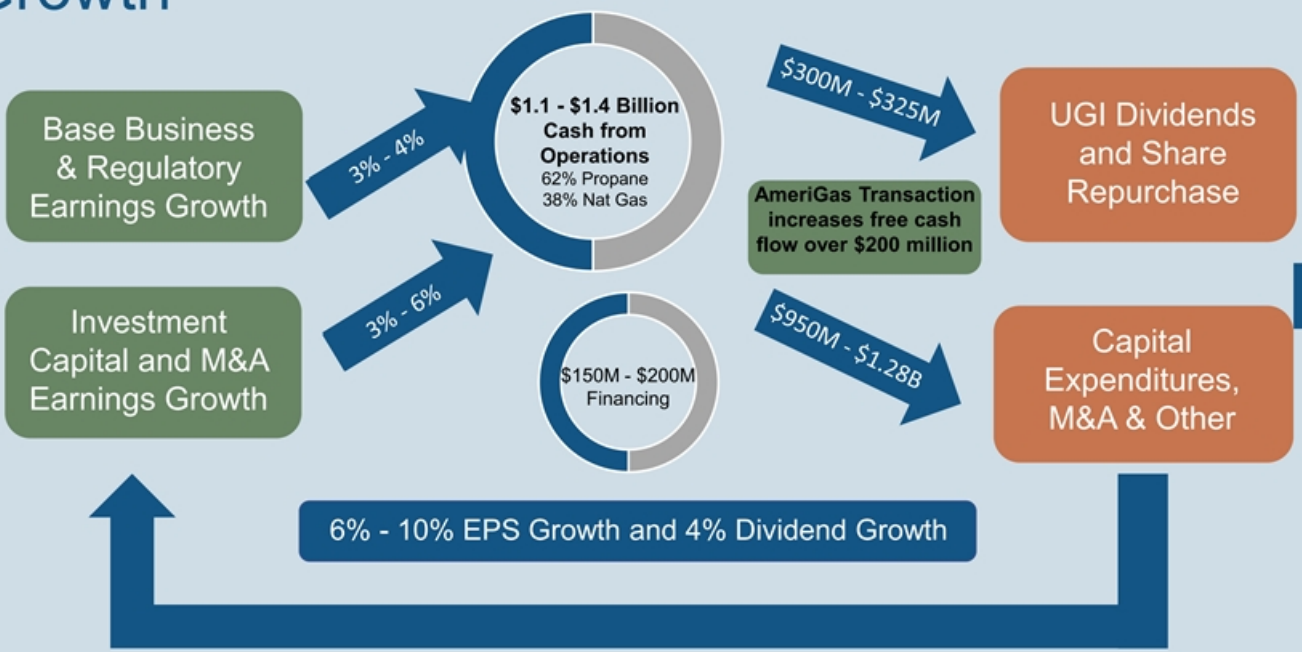 Growth
Base Business
& Regulatory
Earnings Growth
3% - 4%
Investment
Capital and M&A
Earnings Growth
3% - 6%
$1.1 - $1.4 Billion
Cash from
Operations
62% Propane
38% Nat Gas
$150M - $200M
Financing
$300M - $325M
AmeriGas Transaction
increases free cash
flow over $200 million
$950M - $1.28B
UGI Dividends
and Share
Repurchase
Capital
Expenditures,
M&A & Other
6% - 10% EPS Growth and 4% Dividend Growth